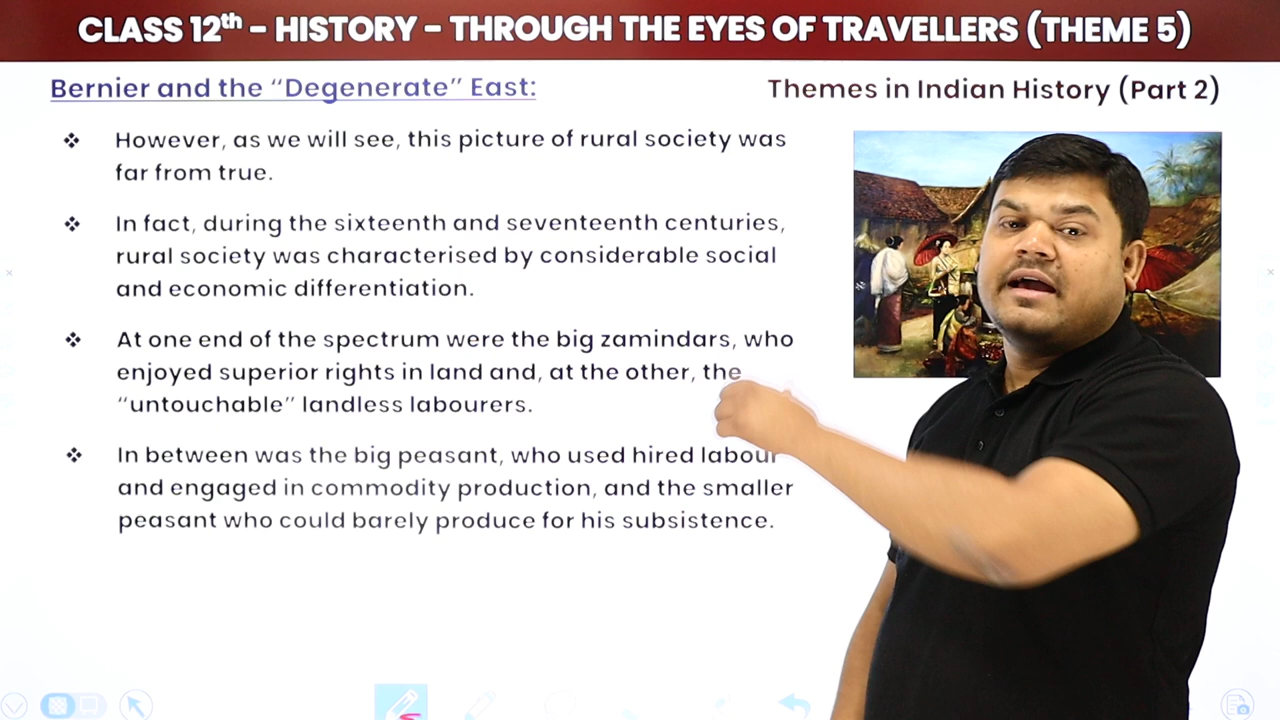 CLASS 12th – HISTORY – THROUGH THE EYES OF TRAVELLERS (THEME 5)
Bernier and the “Degenerate” East:
Themes in Indian History (Part 2)
❖ However, as we will see, this picture of rural society was
far from true.
❖ In fact, during the sixteenth and seventeenth centuries,
rural society was characterised by considerable social
and economic differentiation.
❖ At one end of the spectrum were the big zamindars, who
enjoyed superior rights in land and, at the other, the
“untouchable” landless labourers.
❖ In between was the big peasant, who used hired labour
and engaged in commodity production, and the smaller
peasant who could barely produce for his subsistence.